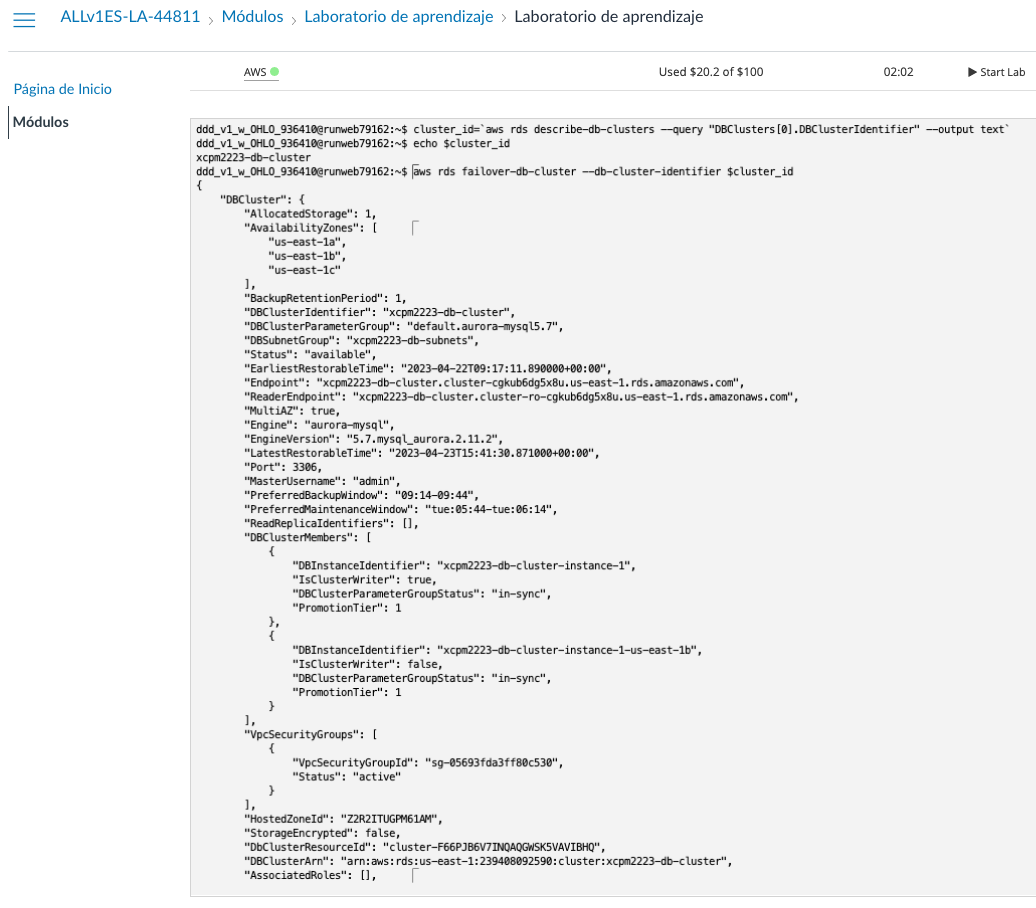 ALLv1ES-LA-44811 › Módulos › Laboratorio de aprendizaje › Laboratorio de aprendizaje
AWS Used $20.2 of $100 02:02 ▶ Start Lab
Página de Inicio
Módulos
ddd_v1_w_OHLO_936410@runweb79162:~$ cluster_id=`aws rds describe-db-clusters --query "DBClusters[0].DBClusterIdentifier" --output text`
ddd_v1_w_OHLO_936410@runweb79162:~$ echo $cluster_id
xcpm2223-db-cluster
ddd_v1_w_OHLO_936410@runweb79162:~$ aws rds failover-db-cluster --db-cluster-identifier $cluster_id
{
    "DBCluster": {
        "AllocatedStorage": 1,
        "AvailabilityZones": [
            "us-east-1a",
            "us-east-1b",
            "us-east-1c"
        ],
        "BackupRetentionPeriod": 1,
        "DBClusterIdentifier": "xcpm2223-db-cluster",
        "DBClusterParameterGroup": "default.aurora-mysql5.7",
        "DBSubnetGroup": "xcpm2223-db-subnets",
        "Status": "available",
        "EarliestRestorableTime": "2023-04-22T09:17:11.890000+00:00",
        "Endpoint": "xcpm2223-db-cluster.cluster-cgkub6dg5x8u.us-east-1.rds.amazonaws.com",
        "ReaderEndpoint": "xcpm2223-db-cluster.cluster-ro-cgkub6dg5x8u.us-east-1.rds.amazonaws.com",
        "MultiAZ": true,
        "Engine": "aurora-mysql",
        "EngineVersion": "5.7.mysql_aurora.2.11.2",
        "LatestRestorableTime": "2023-04-23T15:41:30.871000+00:00",
        "Port": 3306,
        "MasterUsername": "admin",
        "PreferredBackupWindow": "09:14-09:44",
        "PreferredMaintenanceWindow": "tue:05:44-tue:06:14",
        "ReadReplicaIdentifiers": [],
        "DBClusterMembers": [
            {
                "DBInstanceIdentifier": "xcpm2223-db-cluster-instance-1",
                "IsClusterWriter": true,
                "DBClusterParameterGroupStatus": "in-sync",
                "PromotionTier": 1
            },
            {
                "DBInstanceIdentifier": "xcpm2223-db-cluster-instance-1-us-east-1b",
                "IsClusterWriter": false,
                "DBClusterParameterGroupStatus": "in-sync",
                "PromotionTier": 1
            }
        ],
        "VpcSecurityGroups": [
            {
                "VpcSecurityGroupId": "sg-05693fda3ff80c530",
                "Status": "active"
            }
        ],
        "HostedZoneId": "Z2R2ITUGPM61AM",
        "StorageEncrypted": false,
        "DbClusterResourceId": "cluster-F66PJB6V7INQAQGWSK5VAVIBHQ",
        "DBClusterArn": "arn:aws:rds:us-east-1:239408092590:cluster:xcpm2223-db-cluster",
        "AssociatedRoles": [],